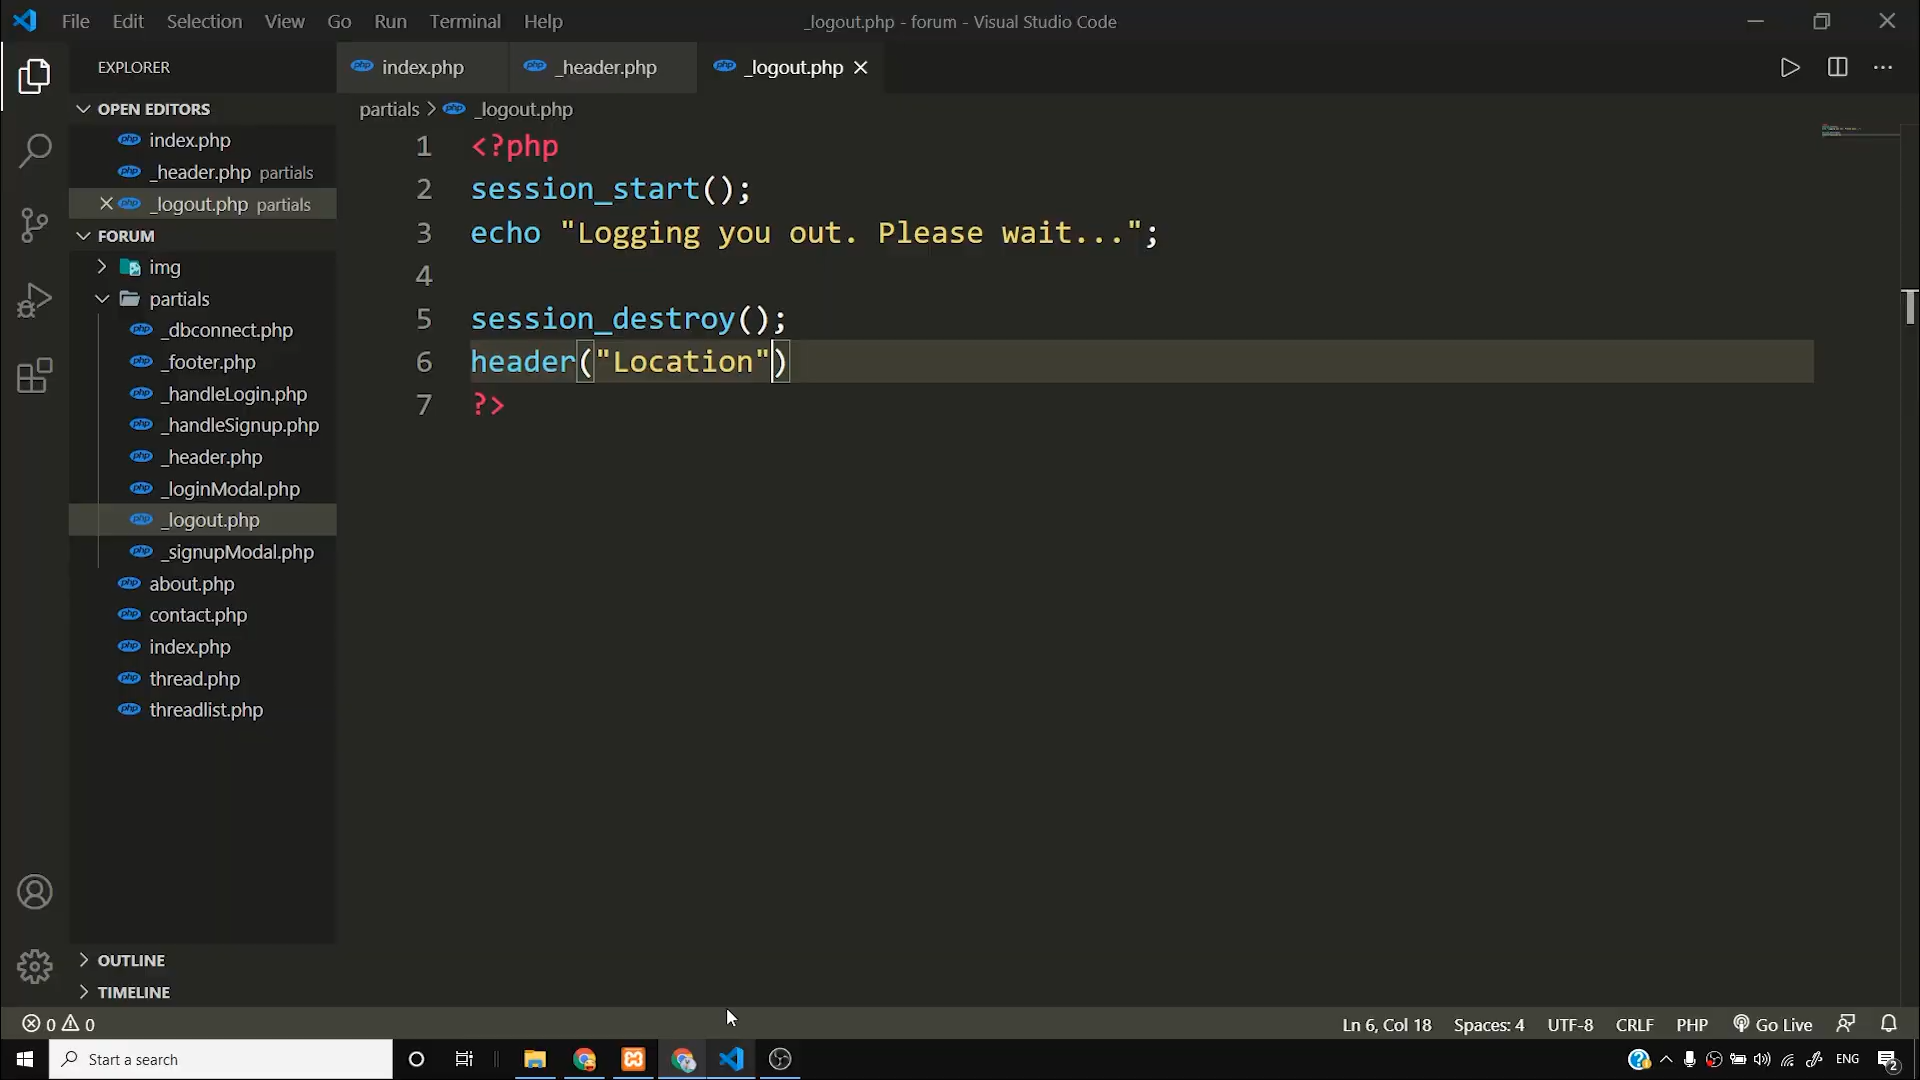 File Edit Selection View Go Run Terminal Help
_logout.php - forum - Visual Studio Code
EXPLORER
index.php
_header.php
_logout.php
OPEN EDITORS
index.php
_header.php partials
_logout.php partials
FORUM
img
partials
_dbconnect.php
_footer.php
_handleLogin.php
_handleSignup.php
_header.php
_loginModal.php
_logout.php
_signupModal.php
about.php
contact.php
index.php
thread.php
threadlist.php
OUTLINE
TIMELINE
partials > _logout.php
1 <?php
2 session_start();
3 echo "Logging you out. Please wait...";
4
5 session_destroy();
6 header("Location")
7 ?>
0 0
Ln 6, Col 18 Spaces: 4 UTF-8 CRLF PHP Go Live
Start a search
ENG
2